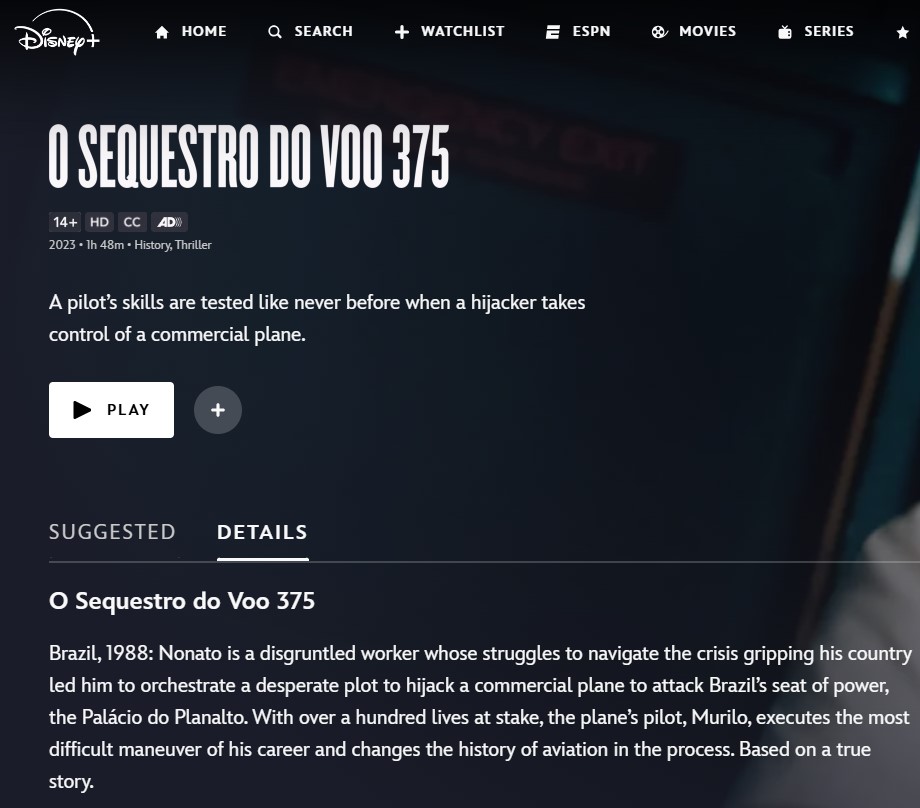 Disney+
HOME
SEARCH
WATCHLIST
ESPN
MOVIES
SERIES
EMERGENCY EXIT
O SEQUESTRO DO VOO 375
14+ HD CC AD
2023 • 1h 48m • History, Thriller
A pilot’s skills are tested like never before when a hijacker takes
control of a commercial plane.
PLAY
SUGGESTED
DETAILS
O Sequestro do Voo 375
Brazil, 1988: Nonato is a disgruntled worker whose struggles to navigate the crisis gripping his country
led him to orchestrate a desperate plot to hijack a commercial plane to attack Brazil’s seat of power,
the Palácio do Planalto. With over a hundred lives at stake, the plane’s pilot, Murilo, executes the most
difficult maneuver of his career and changes the history of aviation in the process. Based on a true
story.